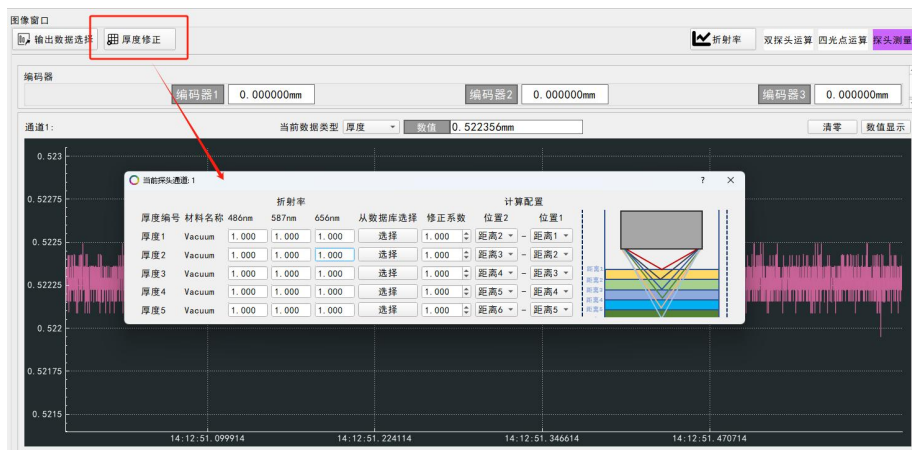 图像窗口
输出数据选择 厚度修正 折射率 双探头运算 四光点运算 探头测量
编码器
编码器1 0.000000mm 编码器2 0.000000mm 编码器3 0.000000mm
通道1: 当前数据类型 厚度 数值 0.522356mm 清零 数值显示
0.523
当前探头通道: 1 ? ×
0.52275
折射率 计算配置
厚度编号 材料名称 486nm 587nm 656nm 从数据库选择 修正系数 位置2 位置1
厚度1 Vacuum 1.000 1.000 1.000 选择 1.000 距离2 - 距离1
0.5225
厚度2 Vacuum 1.000 1.000 1.000 选择 1.000 距离3 - 距离2
厚度3 Vacuum 1.000 1.000 1.000 选择 1.000 距离4 - 距离3
0.52225
厚度4 Vacuum 1.000 1.000 1.000 选择 1.000 距离5 - 距离4
厚度5 Vacuum 1.000 1.000 1.000 选择 1.000 距离6 - 距离5
0.522
0.52175
0.5215
14:12:51.099914 14:12:51.224114 14:12:51.346614 14:12:51.470714